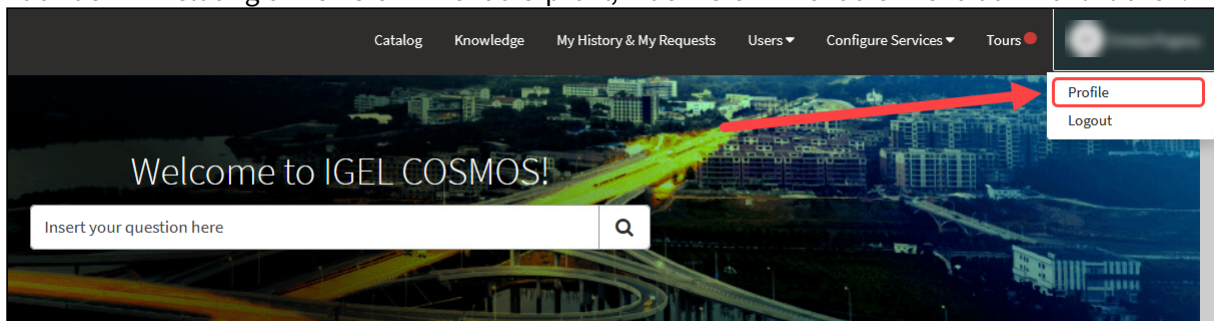 Catalog
Knowledge
My History & My Requests
Users
Configure Services
Tours
Profile
Logout
Welcome to IGEL COSMOS!
Insert your question here